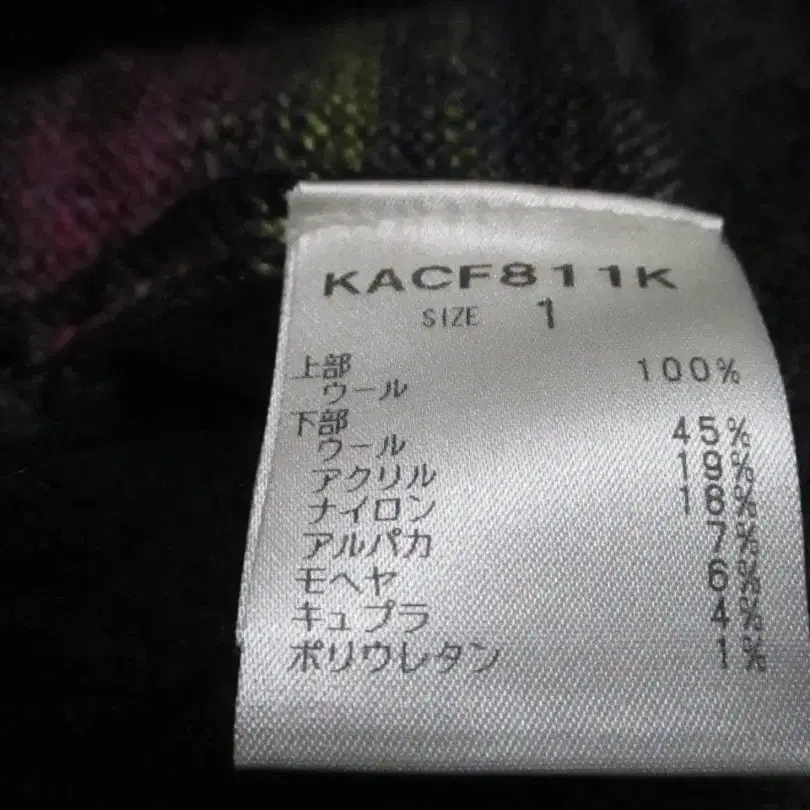 KACF811K
SIZE 1
上部
ウール 100%
下部
ウール 45%
アクリル 19%
ナイロン 18%
アルパカ 7%
モヘヤ 6%
キュプラ 4%
ポリウレタン 1%